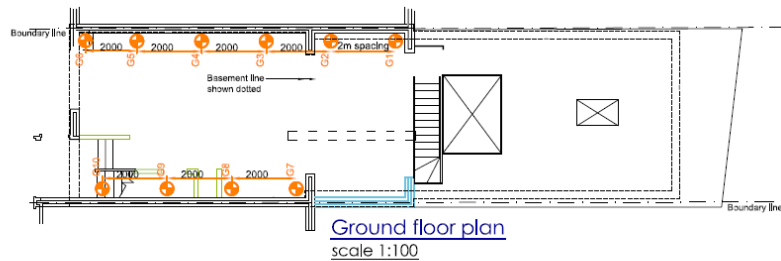 Boundary line
2000
2000
2000
2000
2m spacing
G6
G5
G4
G3
G2
G1
Basement line
shown dotted
G10
G9
G8
G7
2000
2900
2000
Boundary line
Ground floor plan
scale 1:100